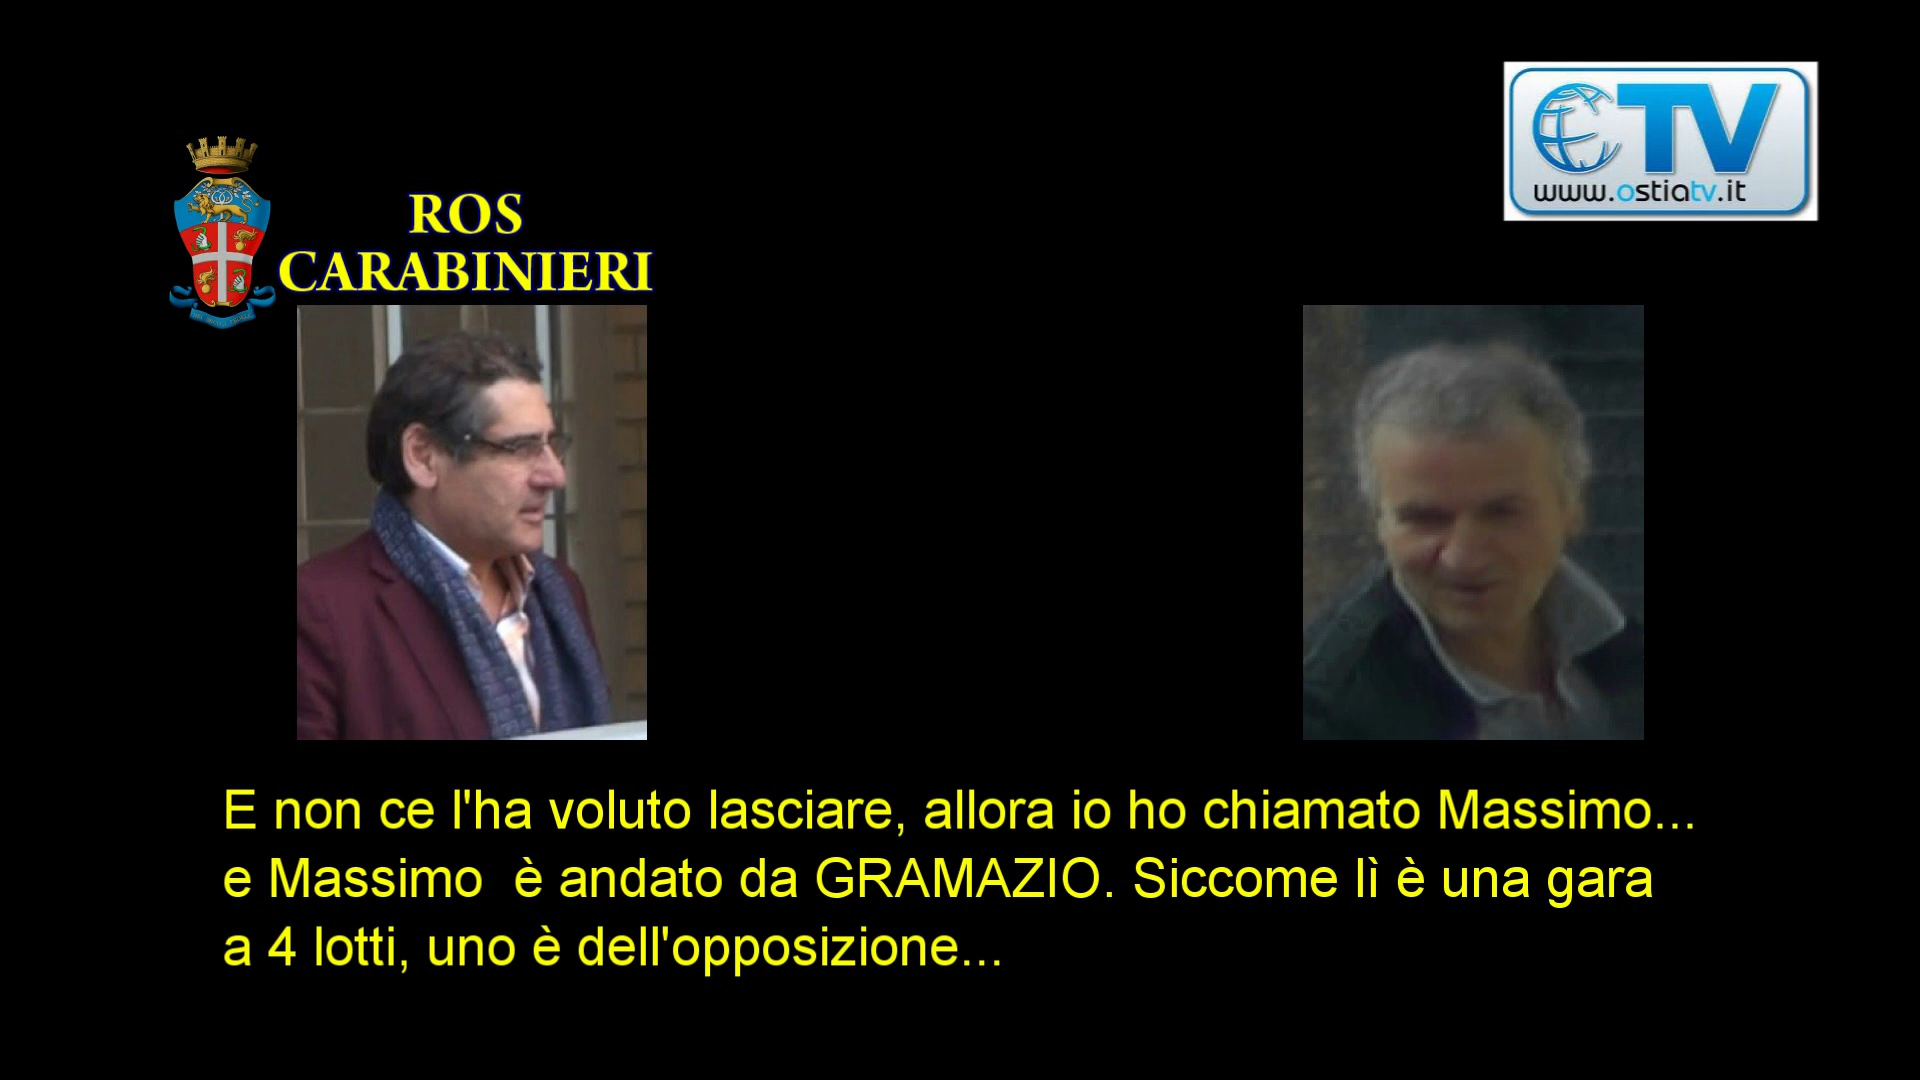 TV
www.ostiatv.it
ROS
CARABINIERI
E non ce l'ha voluto lasciare, allora io ho chiamato Massimo...
e Massimo è andato da GRAMAZIO. Siccome lì è una gara
a 4 lotti, uno è dell'opposizione...